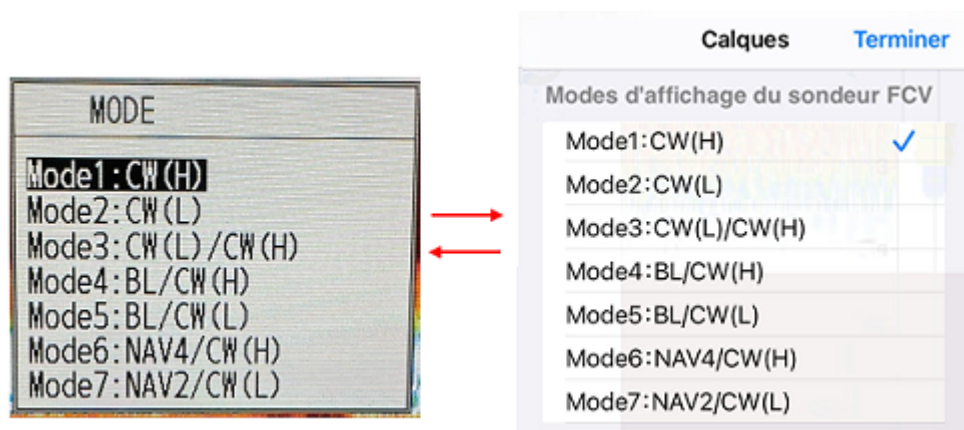 MODE
Mode1:CW(H)
Mode2:CW(L)
Mode3:CW(L)/CW(H)
Mode4:BL/CW(H)
Mode5:BL/CW(L)
Mode6:NAV4/CW(H)
Mode7:NAV2/CW(L)
Calques
Terminer
Modes d'affichage du sondeur FCV
Mode1:CW(H)
Mode2:CW(L)
Mode3:CW(L)/CW(H)
Mode4:BL/CW(H)
Mode5:BL/CW(L)
Mode6:NAV4/CW(H)
Mode7:NAV2/CW(L)